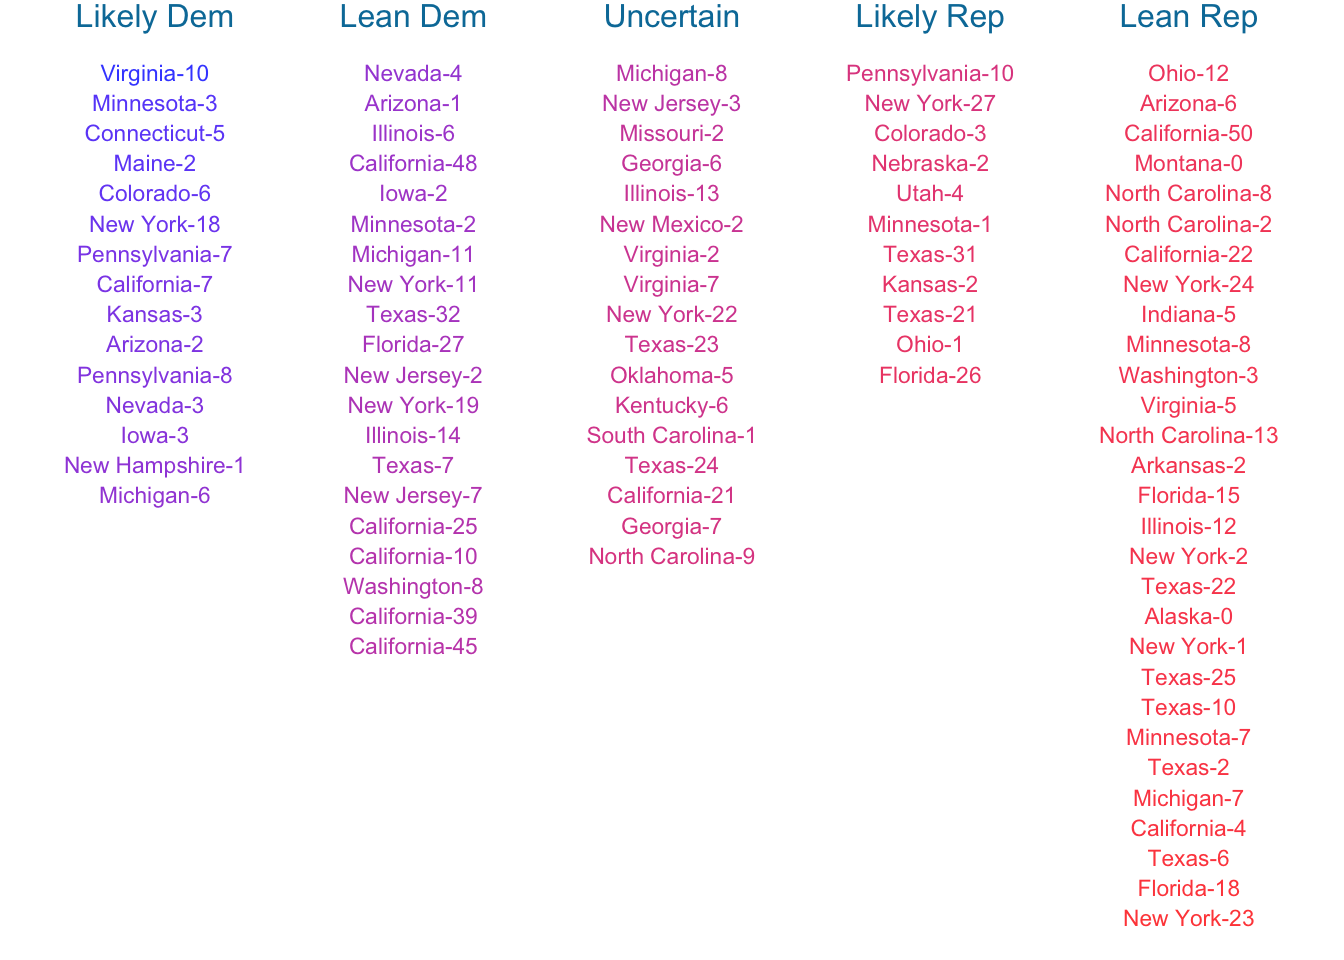 Likely Dem
Virginia-10
Minnesota-3
Connecticut-5
Maine-2
Colorado-6
New York-18
Pennsylvania-7
California-7
Kansas-3
Arizona-2
Pennsylvania-8
Nevada-3
Iowa-3
New Hampshire-1
Michigan-6
Lean Dem
Nevada-4
Arizona-1
Illinois-6
California-48
Iowa-2
Minnesota-2
Michigan-11
New York-11
Texas-32
Florida-27
New Jersey-2
New York-19
Illinois-14
Texas-7
New Jersey-7
California-25
California-10
Washington-8
California-39
California-45
Uncertain
Michigan-8
New Jersey-3
Missouri-2
Georgia-6
Illinois-13
New Mexico-2
Virginia-2
Virginia-7
New York-22
Texas-23
Oklahoma-5
Kentucky-6
South Carolina-1
Texas-24
California-21
Georgia-7
North Carolina-9
Likely Rep
Pennsylvania-10
New York-27
Colorado-3
Nebraska-2
Utah-4
Minnesota-1
Texas-31
Kansas-2
Texas-21
Ohio-1
Florida-26
Lean Rep
Ohio-12
Arizona-6
California-50
Montana-0
North Carolina-8
North Carolina-2
California-22
New York-24
Indiana-5
Minnesota-8
Washington-3
Virginia-5
North Carolina-13
Arkansas-2
Florida-15
Illinois-12
New York-2
Texas-22
Alaska-0
New York-1
Texas-25
Texas-10
Minnesota-7
Texas-2
Michigan-7
California-4
Texas-6
Florida-18
New York-23